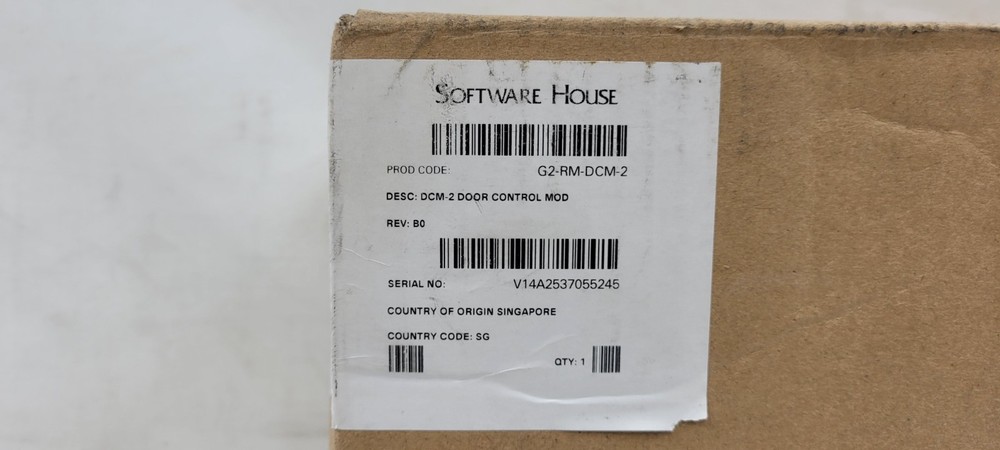 SOFTWARE HOUSE
PROD CODE: G2-RM-DCM-2
DESC: DCM-2 DOOR CONTROL MOD
REV: B0
SERIAL NO: V14A2537055245
COUNTRY OF ORIGIN SINGAPORE
COUNTRY CODE: SG
QTY: 1